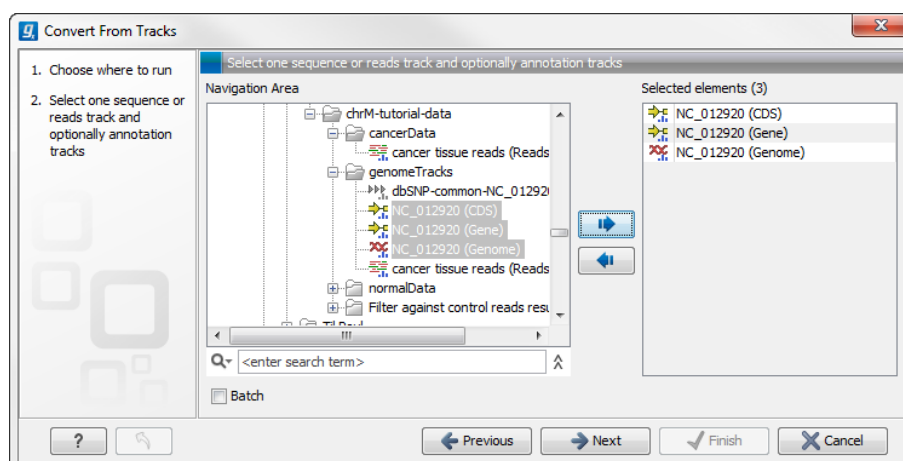 Convert From Tracks
1. Choose where to run
2. Select one sequence or
reads track and
optionally annotation
tracks
Select one sequence or reads track and optionally annotation tracks
Navigation Area
chrM-tutorial-data
cancerData
cancer tissue reads (Reads
genomeTracks
dbSNP-common-NC_012920
NC_012920 (CDS)
NC_012920 (Gene)
NC_012920 (Genome)
cancer tissue reads (Reads
normalData
Filter against control reads resu
<enter search term>
Batch
Selected elements (3)
NC_012920 (CDS)
NC_012920 (Gene)
NC_012920 (Genome)
?
Previous
Next
Finish
Cancel